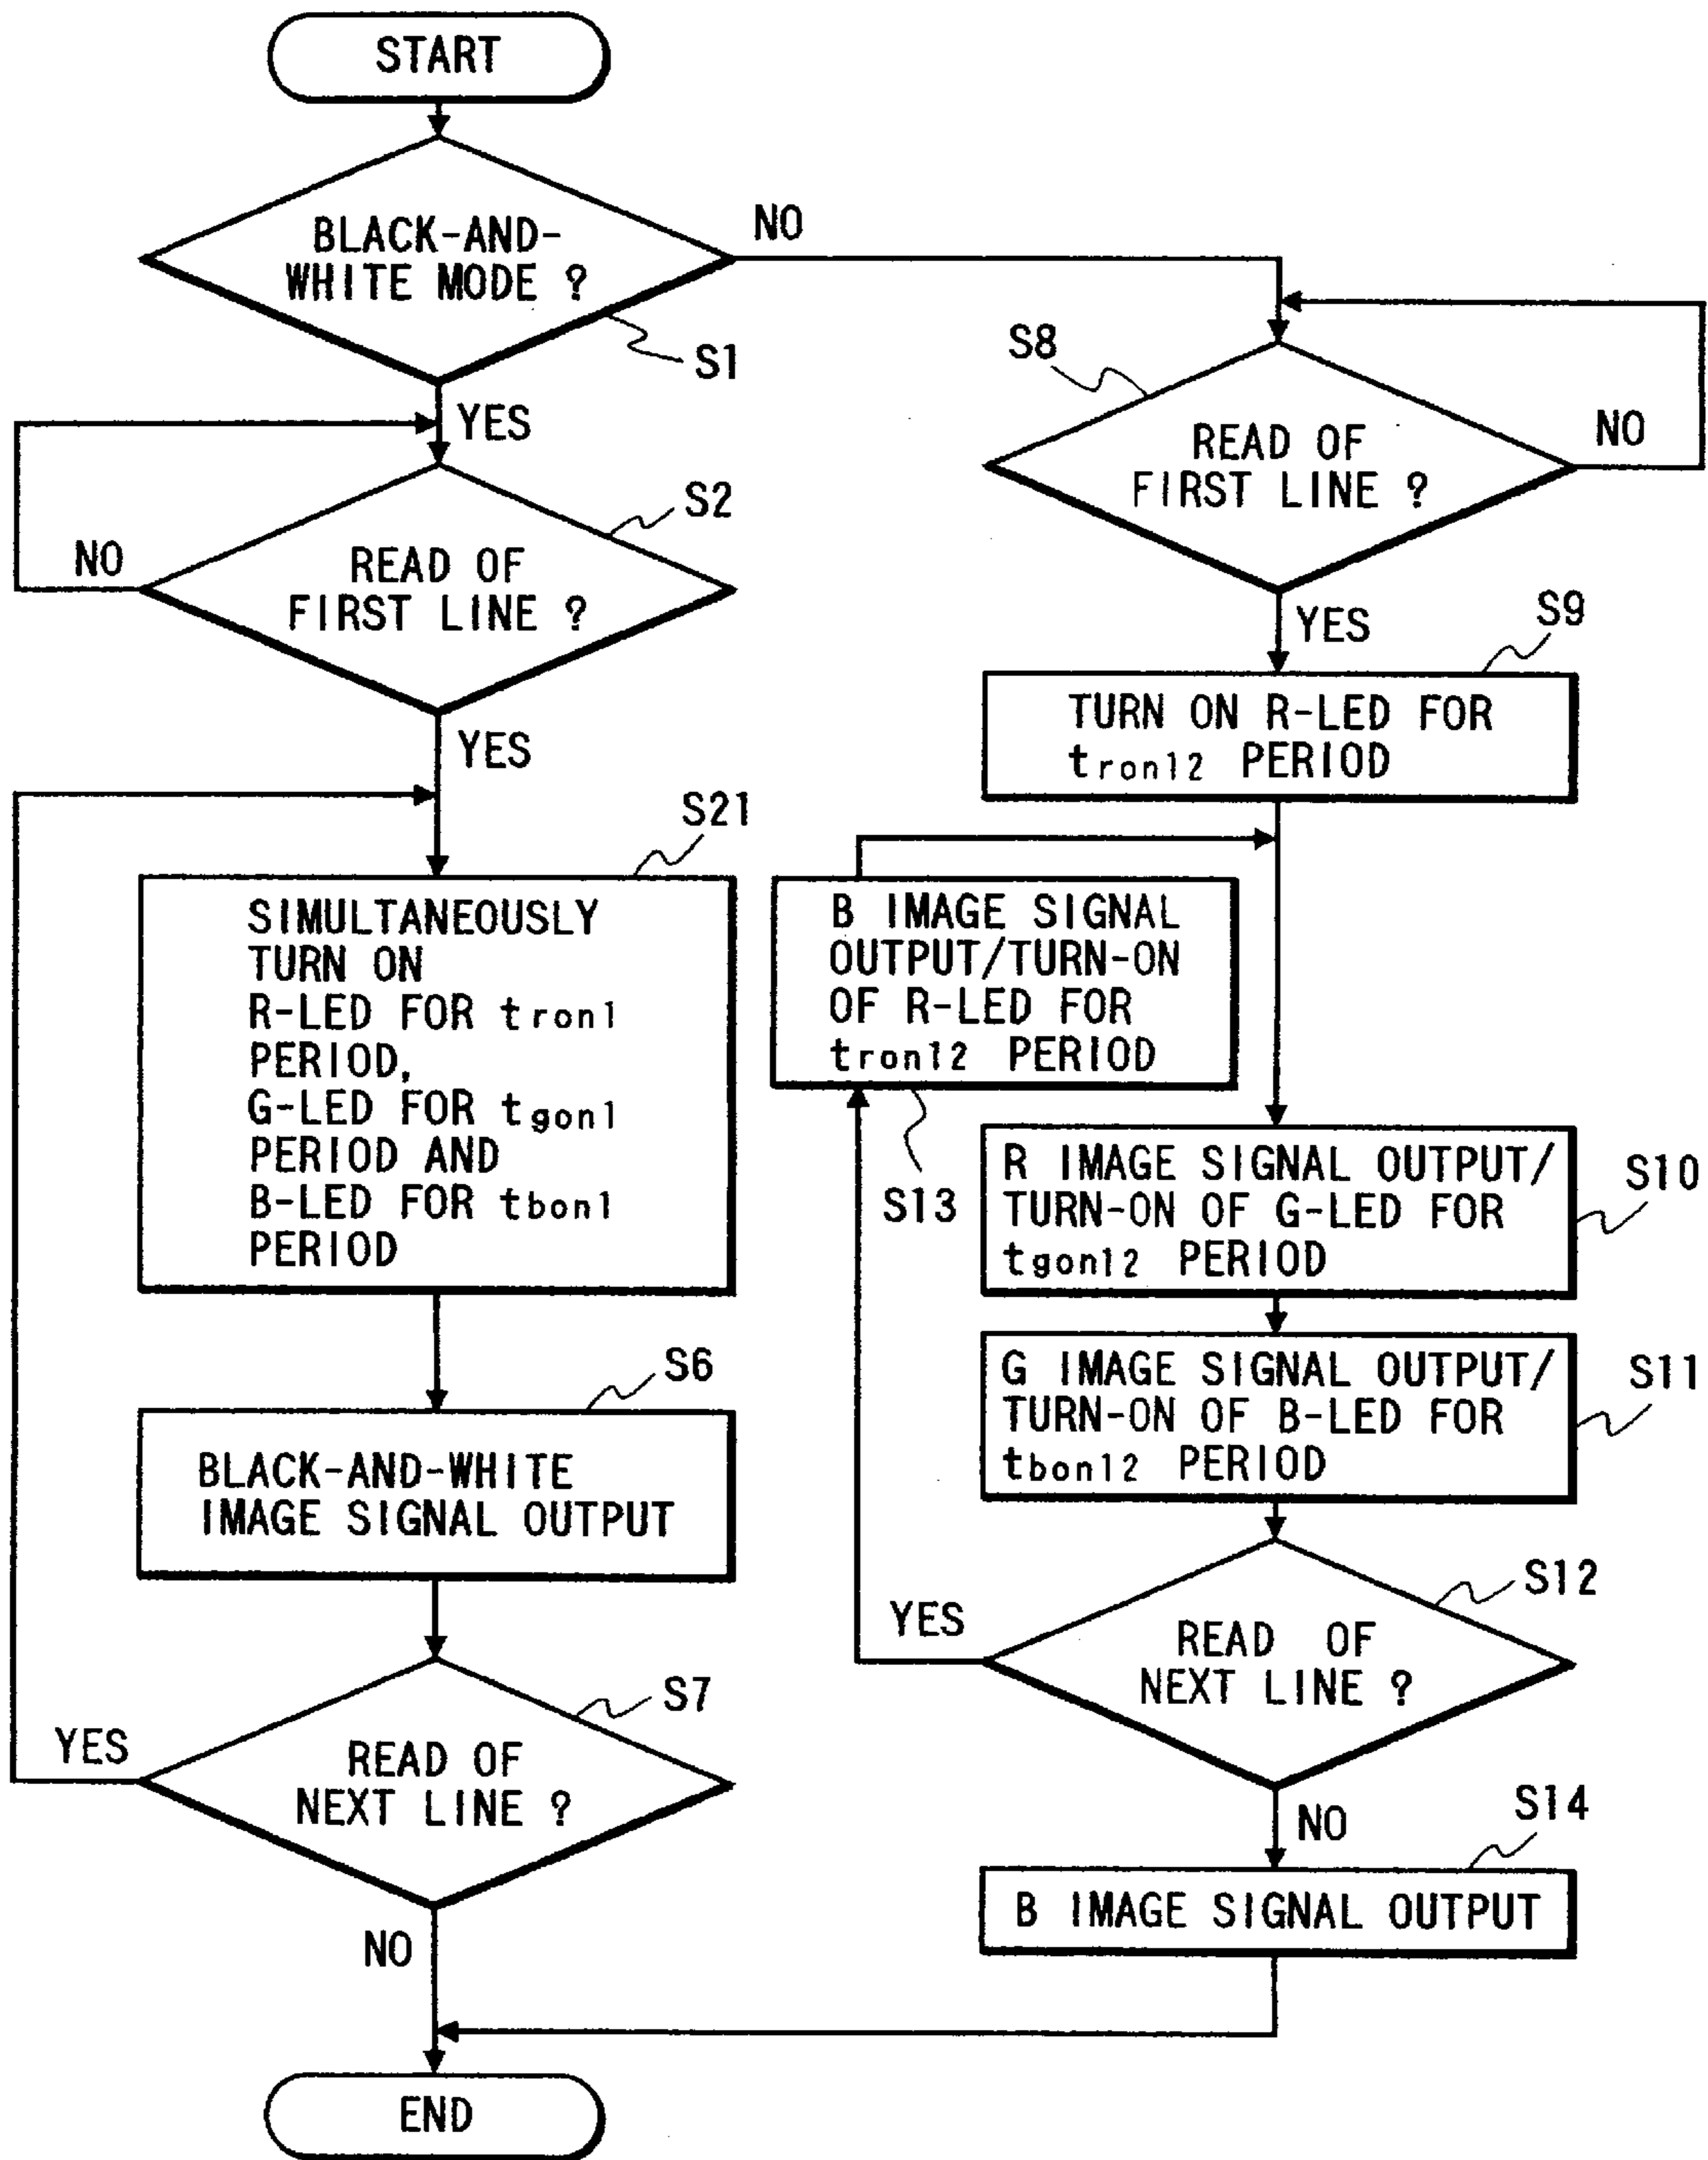 START
BLACK-AND-
WHITE MODE ?
NO
S1
YES
S2
NO
READ OF
FIRST LINE ?
YES
S21
SIMULTANEOUSLY
TURN ON
R-LED FOR tron1
PERIOD,
G-LED FOR tgon1
PERIOD AND
B-LED FOR tbon1
PERIOD
S6
BLACK-AND-WHITE
IMAGE SIGNAL OUTPUT
S7
YES
READ OF
NEXT LINE ?
NO
END
S8
READ OF
FIRST LINE ?
NO
YES
S9
TURN ON R-LED FOR
tron12 PERIOD
B IMAGE SIGNAL
OUTPUT/TURN-ON
OF R-LED FOR
tron12 PERIOD
S13
R IMAGE SIGNAL OUTPUT/
TURN-ON OF G-LED FOR
tgon12 PERIOD
S10
G IMAGE SIGNAL OUTPUT/
TURN-ON OF B-LED FOR
tbon12 PERIOD
S11
S12
YES
READ OF
NEXT LINE ?
NO
S14
B IMAGE SIGNAL OUTPUT